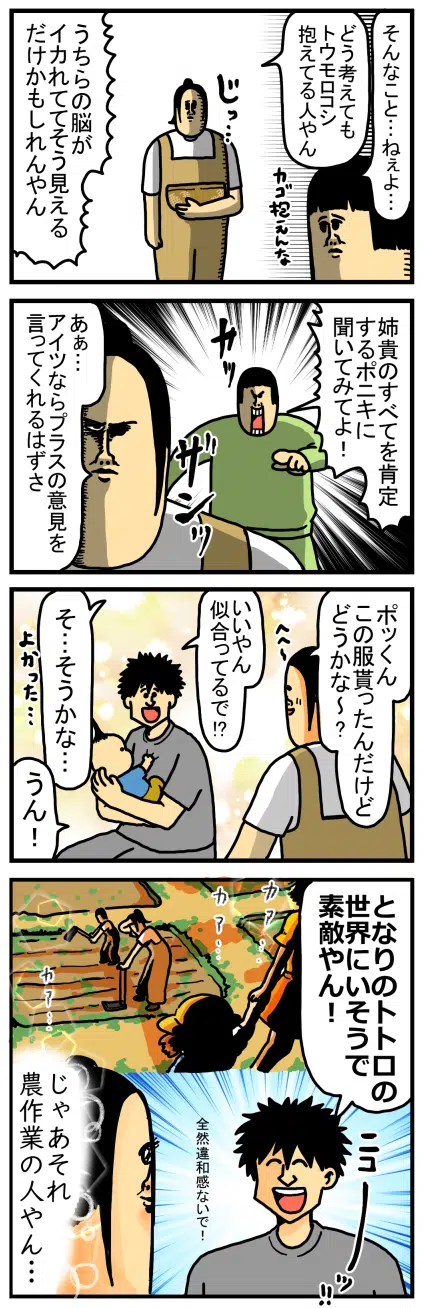 そんなこと…ねぇよ…
どう考えても
トウモロコシ
抱えてる人やん
カゴ抱えんな
じっ…
うちらの脳が
イカれててそう見える
だけかもしれんやん
姉貴のすべてを肯定
するポニキに
聞いてみてよ！
カッ
ザンッ
あぁ…
アイツならプラスの意見を
言ってくれるはずさ
ポッくん
この服貰ったんだけど
どうかな～？
へへ～
いいやん
似合ってるで!?
そ…そうかな…
よかった…
うん！
となりのトトロの
世界にいそうで
素敵やん！
カァ…
カァ…
カァ…
ニコーッ!!
全然違和感ないで！
じゃあそれ
農作業の人やん…